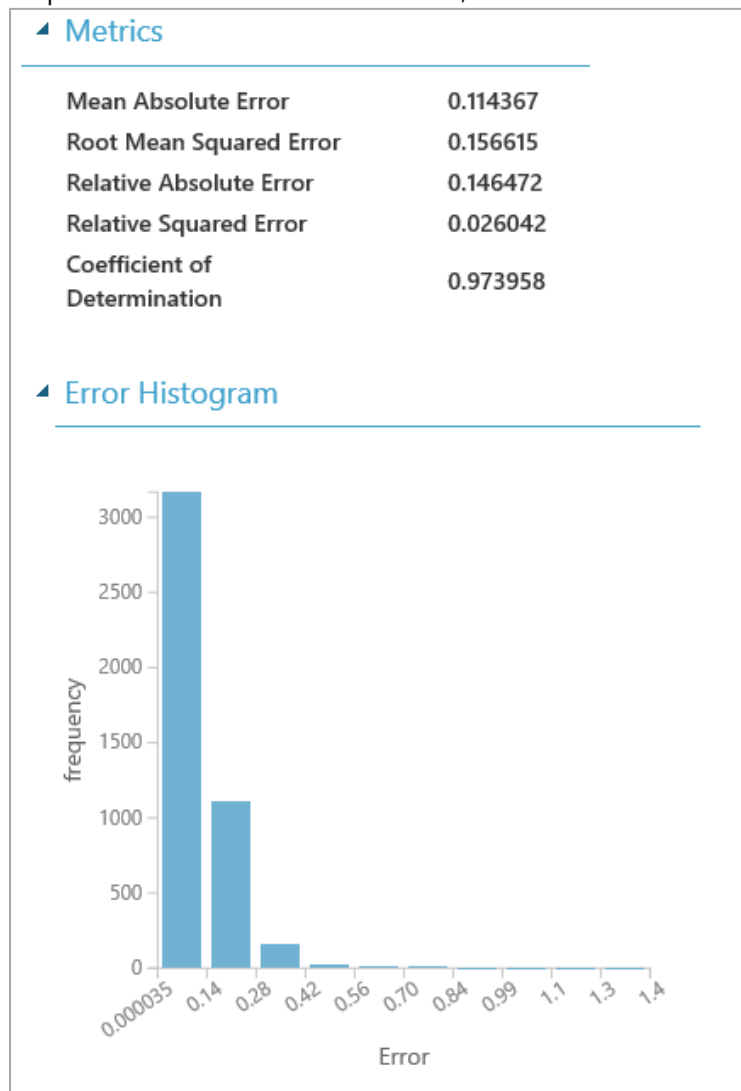 Metrics
Mean Absolute Error 0.114367
Root Mean Squared Error 0.156615
Relative Absolute Error 0.146472
Relative Squared Error 0.026042
Coefficient of
Determination 0.973958
Error Histogram
3000
2500
2000
1500
1000
500
0
frequency
0.000035 0.14 0.28 0.42 0.56 0.70 0.84 0.99 1.1 1.3 1.4
Error